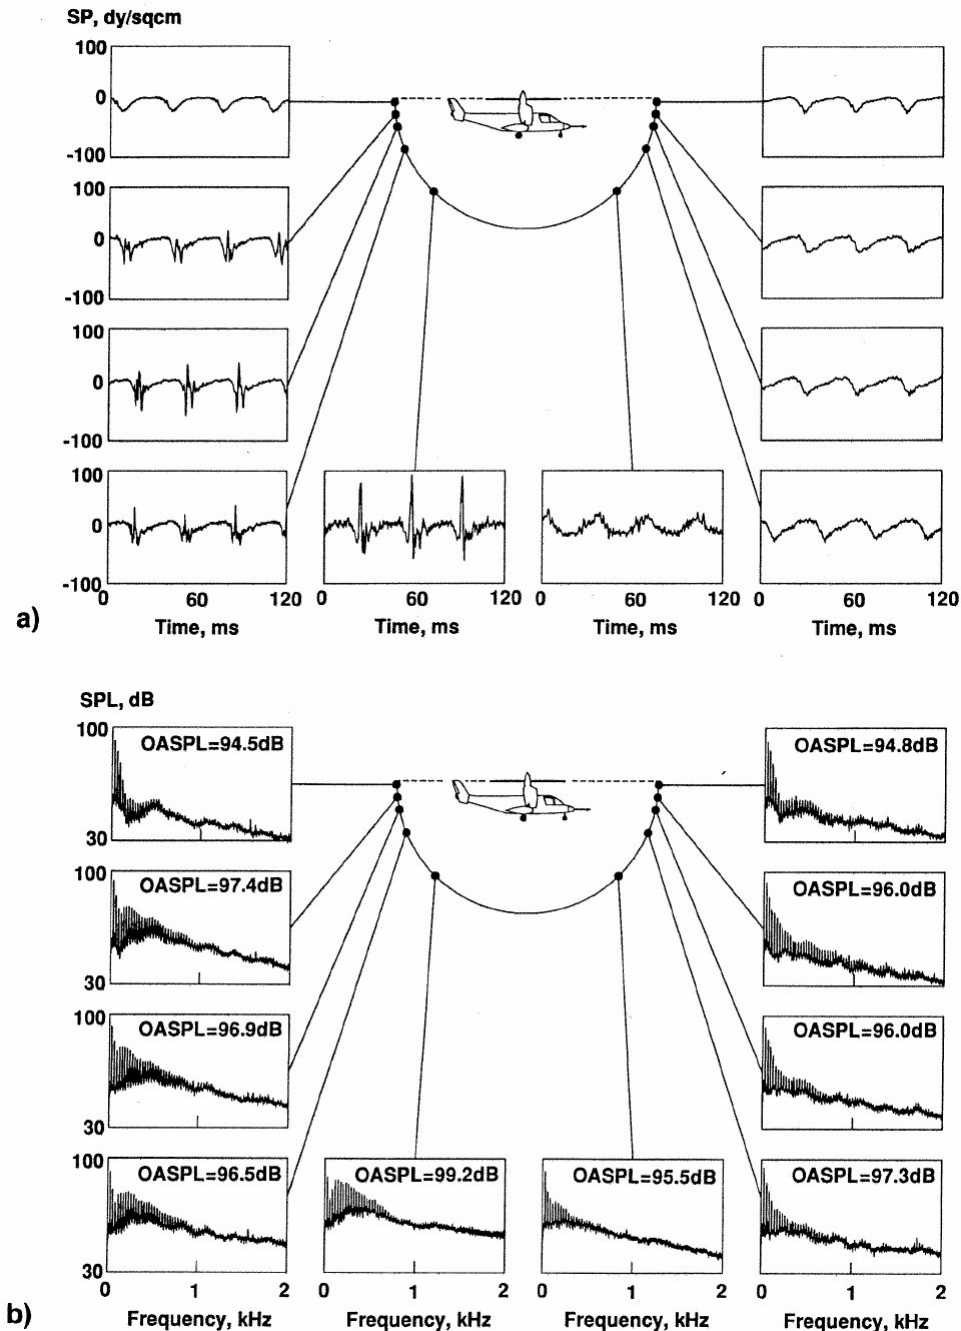 SP, dy/sqcm
100
0
-100
100
0
-100
100
0
-100
100
0
-100
0 60 120 0 60 120 0 60 120 0 60 120
Time, ms Time, ms Time, ms Time, ms
a)
SPL, dB
100
OASPL=94.5dB OASPL=94.8dB
30
100
OASPL=97.4dB OASPL=96.0dB
30
100
OASPL=96.9dB OASPL=96.0dB
30
100
OASPL=96.5dB OASPL=99.2dB OASPL=95.5dB OASPL=97.3dB
30
0 1 2 0 1 2 0 1 2 0 1 2
Frequency, kHz Frequency, kHz Frequency, kHz Frequency, kHz
b)